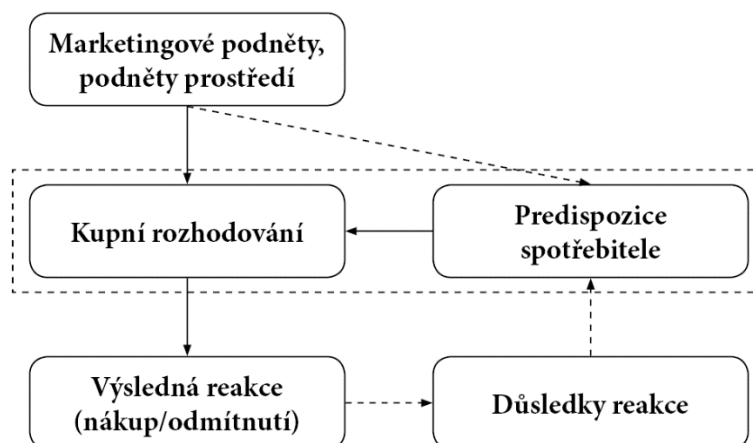 Marketingové podněty,
podněty prostředí
Kupní rozhodování
Predispozice
spotřebitele
Výsledná reakce
(nákup/odmítnutí)
Důsledky reakce